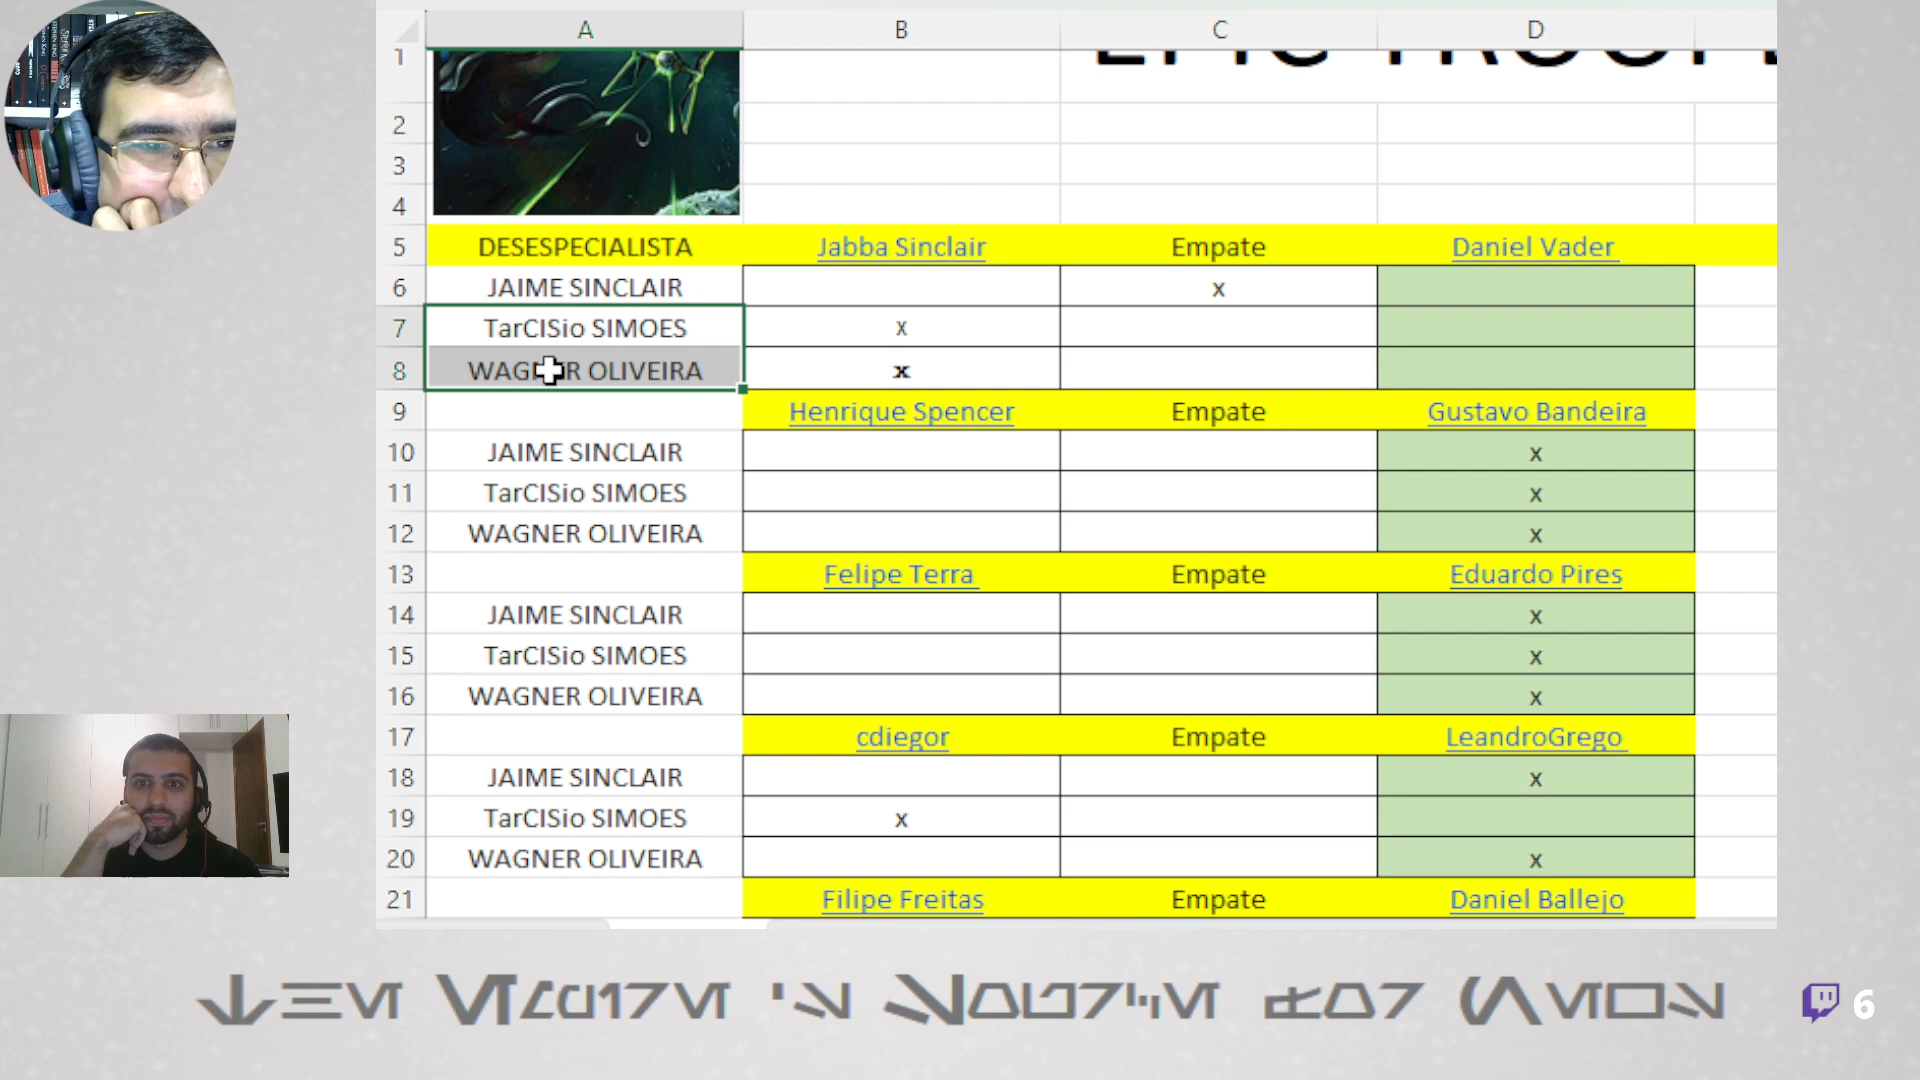 A B C D
1 EPIC TROOP
2
3
4
5 DESESPECIALISTA Jabba Sinclair Empate Daniel Vader
6 JAIME SINCLAIR x
7 TarCISio SIMOES x
8 WAGNER OLIVEIRA x
9 Henrique Spencer Empate Gustavo Bandeira
10 JAIME SINCLAIR x
11 TarCISio SIMOES x
12 WAGNER OLIVEIRA x
13 Felipe Terra Empate Eduardo Pires
14 JAIME SINCLAIR x
15 TarCISio SIMOES x
16 WAGNER OLIVEIRA x
17 cdiegor Empate LeandroGrego
18 JAIME SINCLAIR x
19 TarCISio SIMOES x
20 WAGNER OLIVEIRA x
21 Filipe Freitas Empate Daniel Ballejo
6